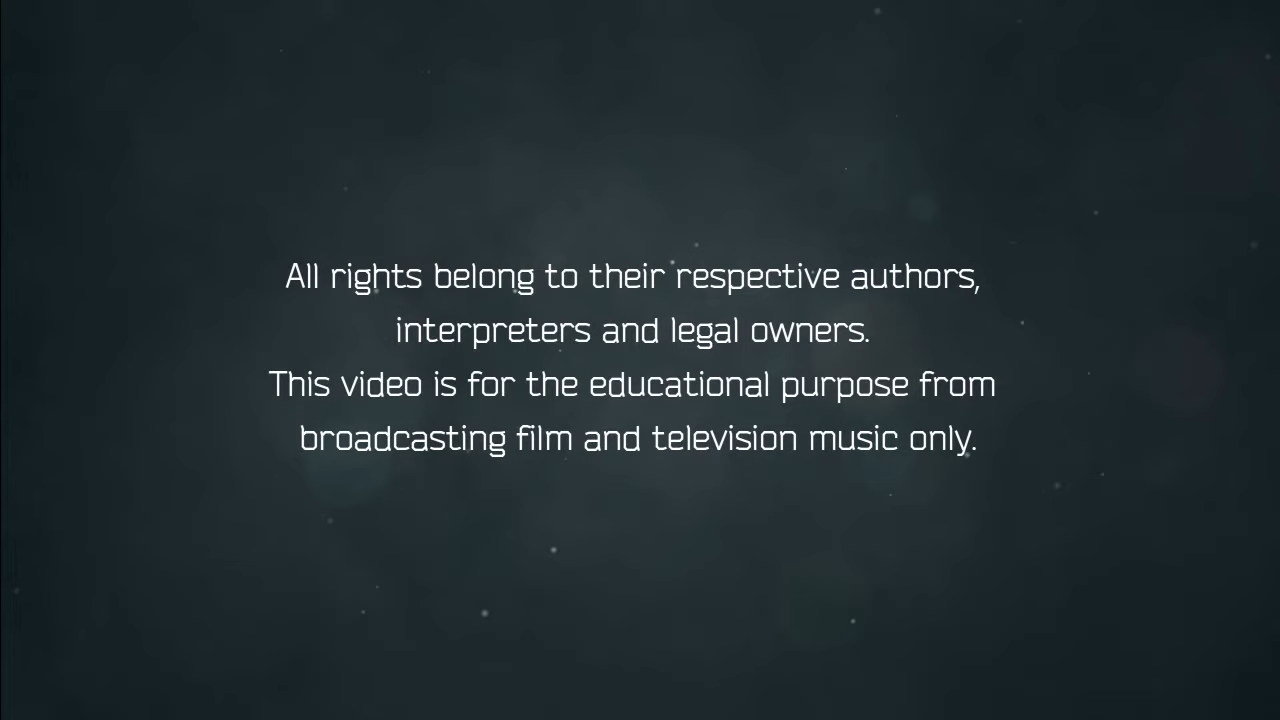 All rights belong to their respective authors,
interpreters and legal owners.
This video is for the educational purpose from
broadcasting film and television music only.